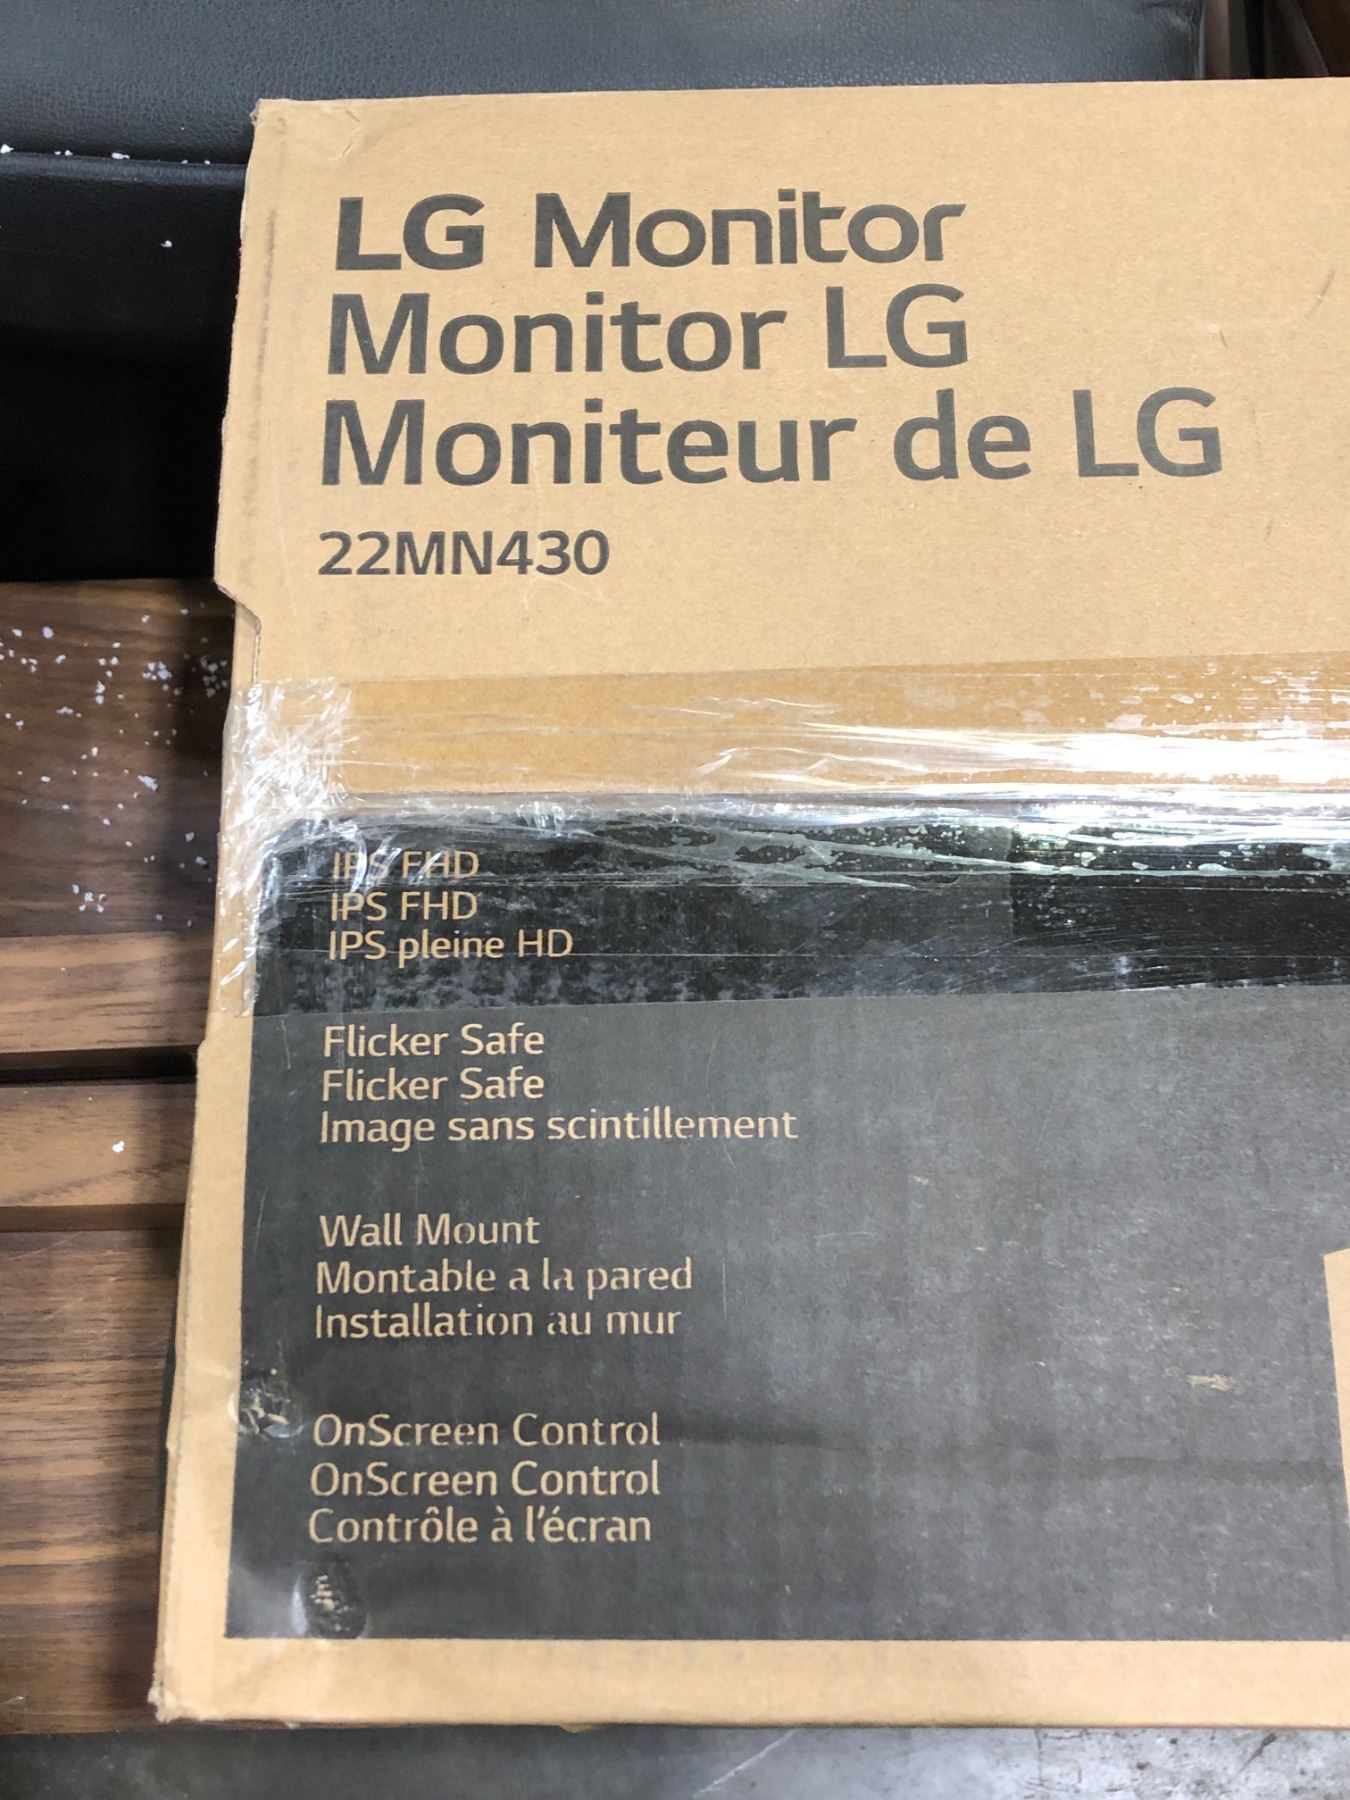 LG Monitor
Monitor LG
Moniteur de LG
22MN430
IPS FHD
IPS FHD
IPS pleine HD
Flicker Safe
Flicker Safe
Image sans scintillement
Wall Mount
Montable a la pared
Installation au mur
OnScreen Control
OnScreen Control
Contrôle à l'écran